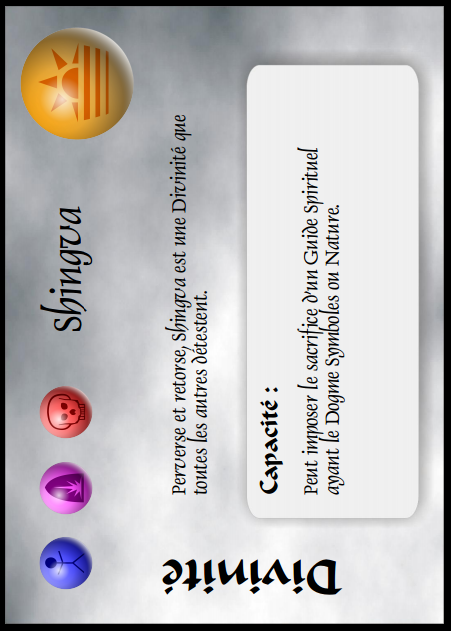 Shingva
Perverse et retorse, Shingva est une Divinité que
toutes les autres détestent.
Capacité :
Peut imposer le sacrifice d'un Guide Spirituel
ayant le Dogme Symboles ou Nature.
Divinité